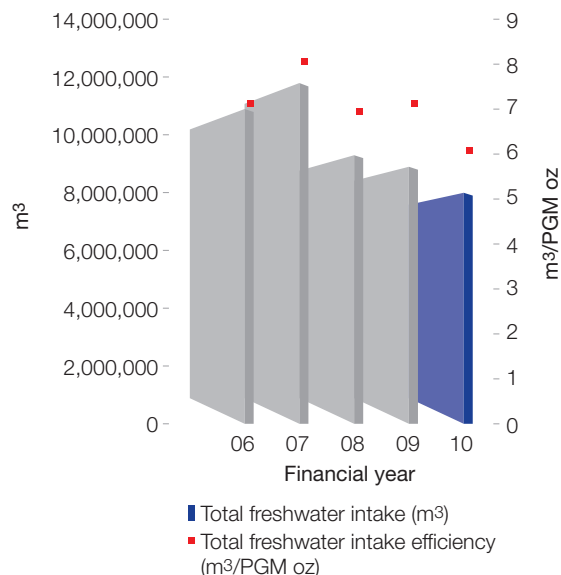 14,000,000
12,000,000
10,000,000
8,000,000
6,000,000
4,000,000
2,000,000
0
m3
9
8
7
6
5
4
3
2
1
0
m3/PGM oz
06 07 08 09 10
Financial year
Total freshwater intake (m3)
Total freshwater intake efficiency
(m3/PGM oz)